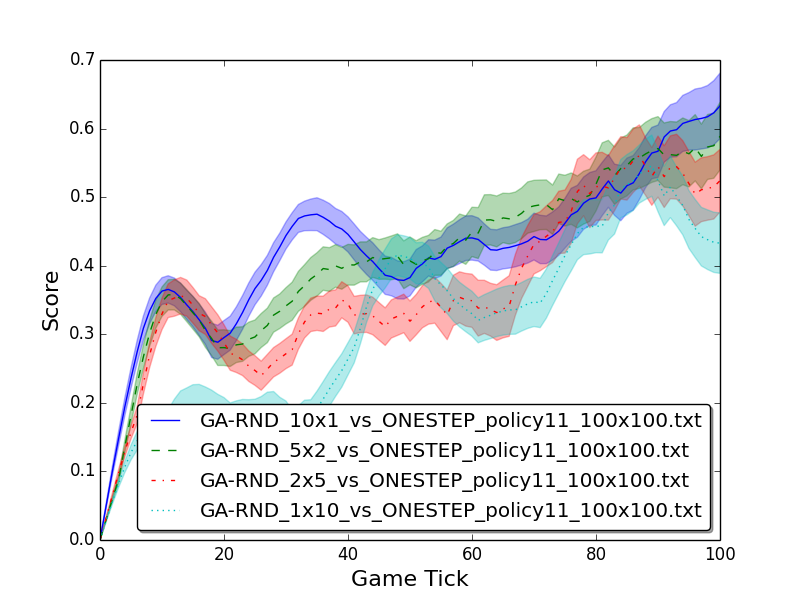 0.7
0.6
0.5
0.4
0.3
0.2
0.1
0.0
Score
GA-RND_10x1_vs_ONESTEP_policy11_100x100.txt
GA-RND_5x2_vs_ONESTEP_policy11_100x100.txt
GA-RND_2x5_vs_ONESTEP_policy11_100x100.txt
GA-RND_1x10_vs_ONESTEP_policy11_100x100.txt
0 20 40 60 80 100
Game Tick